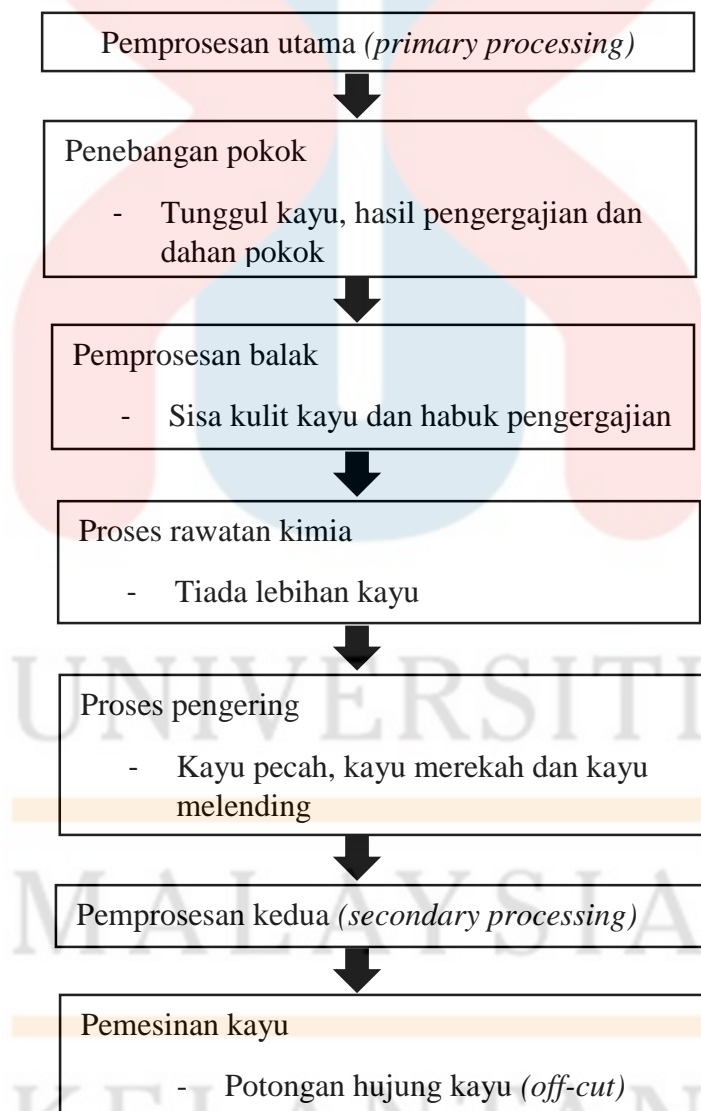 Pemprosesan utama (primary processing)
Penebangan pokok
- Tunggul kayu, hasil pengergajian dan
dahan pokok
Pemprosesan balak
- Sisa kulit kayu dan habuk pengergajian
Proses rawatan kimia
- Tiada lebihan kayu
UNIVERSITI
Proses pengering
- Kayu pecah, kayu merekah dan kayu
melending
MALAYSIA
Pemprosesan kedua (secondary processing)
Pemesinan kayu
- Potongan hujung kayu (off-cut)
KELANTAN